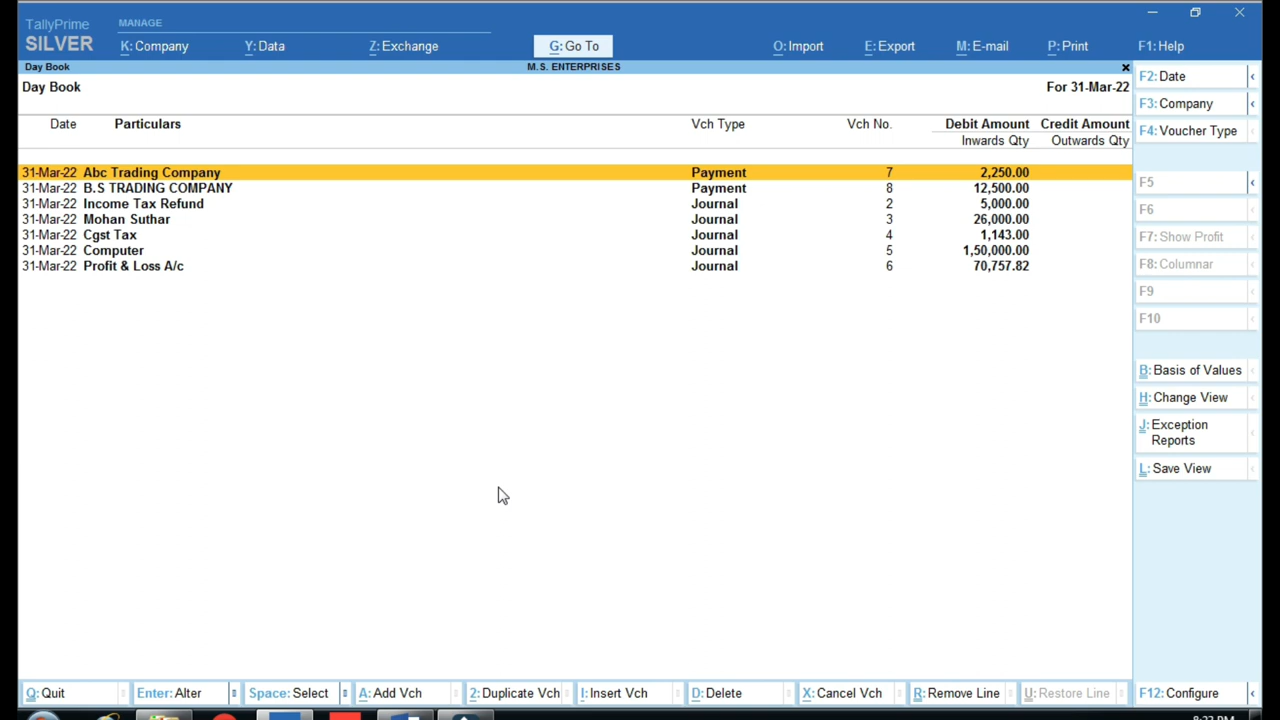 TallyPrime MANAGE
SILVER K: Company Y: Data Z: Exchange G: Go To O: Import E: Export M: E-mail P: Print F1: Help
Day Book M.S. ENTERPRISES x
Day Book For 31-Mar-22
Date Particulars Vch Type Vch No. Debit Amount Credit Amount
Inwards Qty Outwards Qty
31-Mar-22 Abc Trading Company Payment 7 2,250.00
31-Mar-22 B.S TRADING COMPANY Payment 8 12,500.00
31-Mar-22 Income Tax Refund Journal 2 5,000.00
31-Mar-22 Mohan Suthar Journal 3 26,000.00
31-Mar-22 Cgst Tax Journal 4 1,143.00
31-Mar-22 Computer Journal 5 1,50,000.00
31-Mar-22 Profit & Loss A/c Journal 6 70,757.82
F2: Date
F3: Company
F4: Voucher Type
F5
F6
F7: Show Profit
F8: Columnar
F9
F10
B: Basis of Values
H: Change View
J: Exception
Reports
L: Save View
Q: Quit Enter: Alter Space: Select A: Add Vch 2: Duplicate Vch I: Insert Vch D: Delete X: Cancel Vch R: Remove Line U: Restore Line F12: Configure